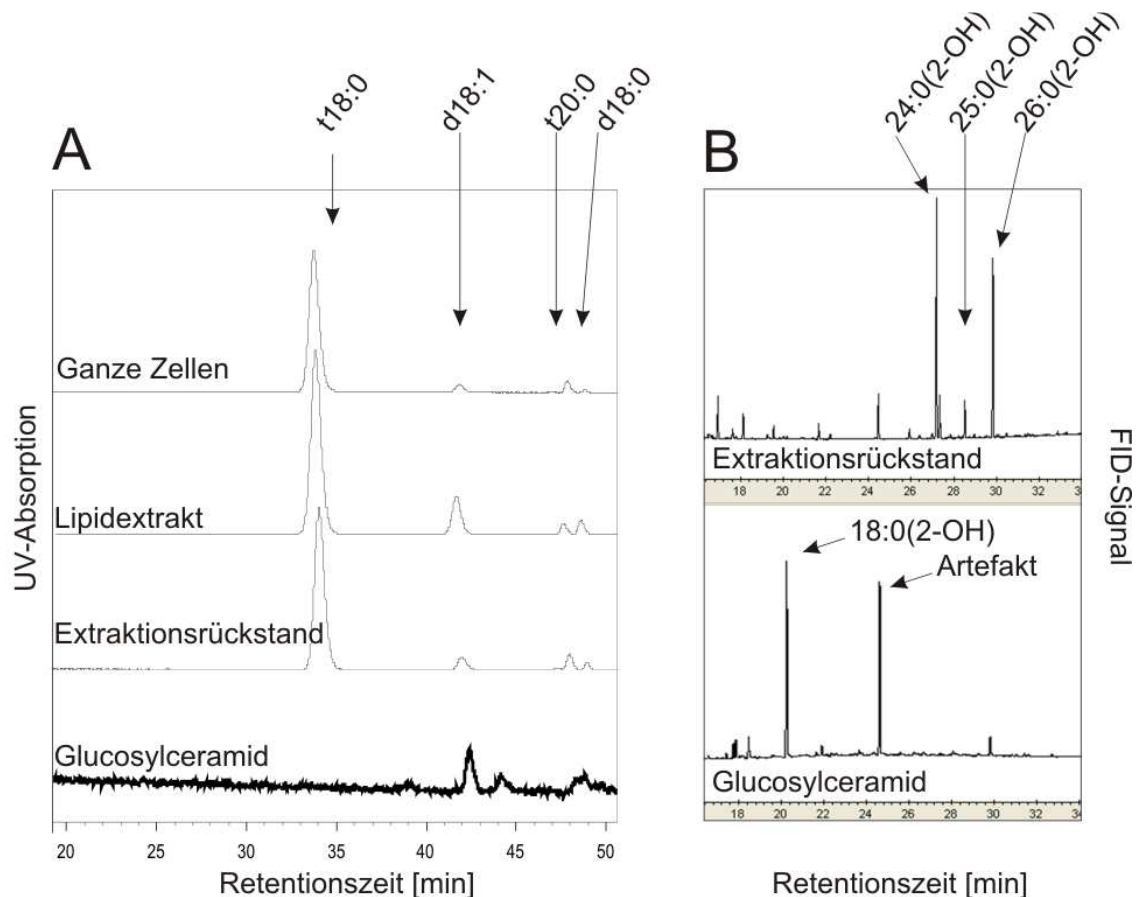 A
t18:0
d18:1
t20:0
d18:0
Ganze Zellen
Lipidextrakt
Extraktionsrückstand
Glucosylceramid
UV-Absorption
20 25 30 35 40 45 50
Retentionszeit [min]
B
24:0(2-OH)
25:0(2-OH)
26:0(2-OH)
Extraktionsrückstand
18 20 22 24 26 28 30 32 3
18:0(2-OH)
Artefakt
Glucosylceramid
18 20 22 24 26 28 30 32 34
FID-Signal
Retentionszeit [min]